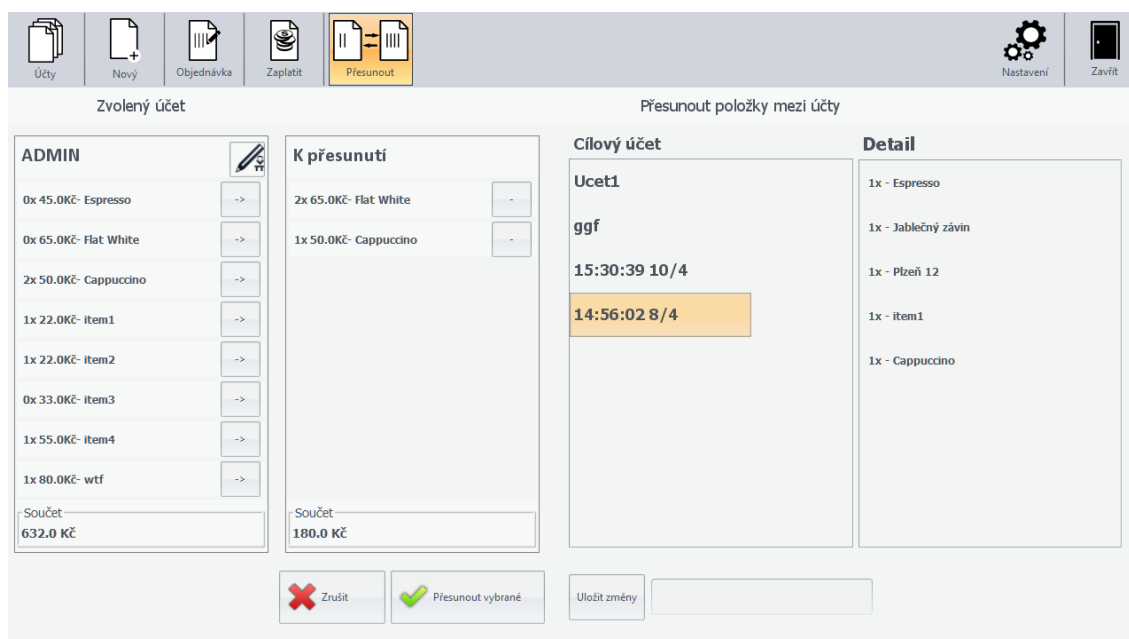 Účty
Nový
Objednávka
Zaplatit
Přesunout
Nastavení
Zavřít
Zvolený účet
Přesunout položky mezi účty
ADMIN
0x 45.0Kč- Espresso
->
0x 65.0Kč- Flat White
->
2x 50.0Kč- Cappuccino
->
1x 22.0Kč- item1
->
1x 22.0Kč- item2
->
0x 33.0Kč- item3
->
1x 55.0Kč- item4
->
1x 80.0Kč- wtf
->
Součet
632.0 Kč
K přesunutí
2x 65.0Kč- Flat White
-
1x 50.0Kč- Cappuccino
-
Součet
180.0 Kč
Cílový účet
Ucet1
ggf
15:30:39 10/4
14:56:02 8/4
Detail
1x - Espresso
1x - Jablečný závin
1x - Plzeň 12
1x - item1
1x - Cappuccino
Zrušit
Přesunout vybrané
Uložit změny